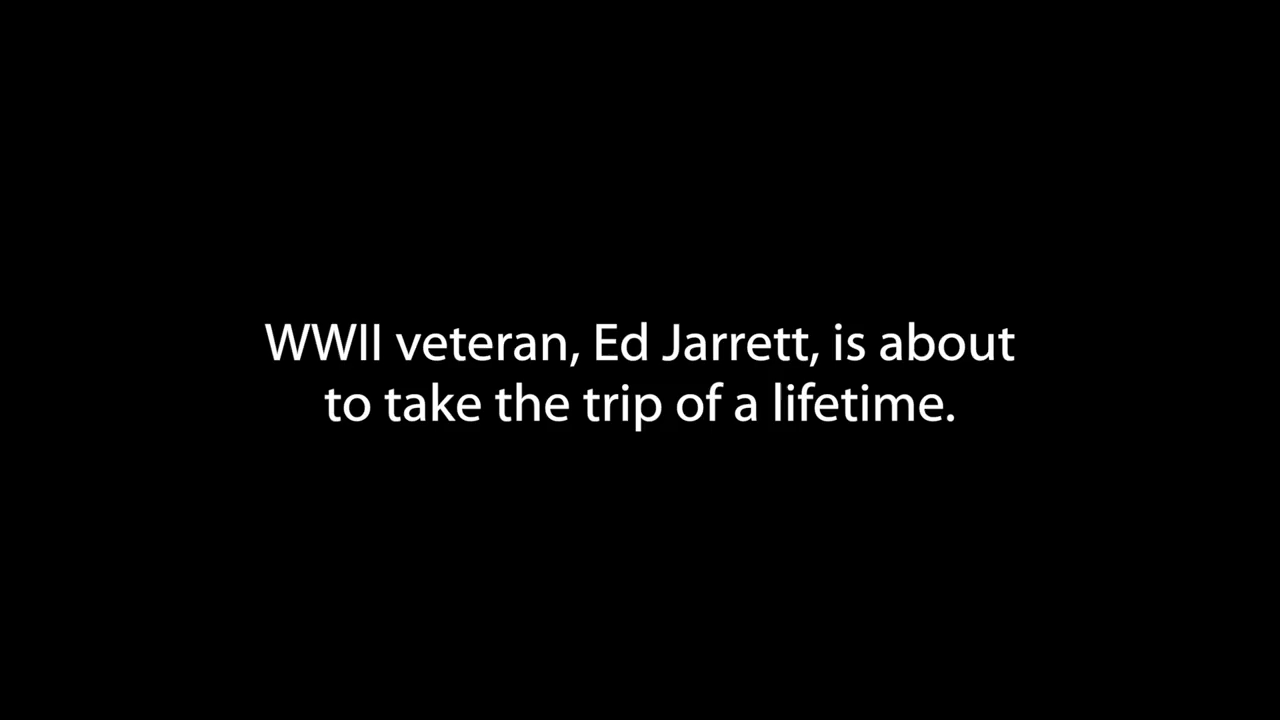 WWII veteran, Ed Jarrett, is about
to take the trip of a lifetime.